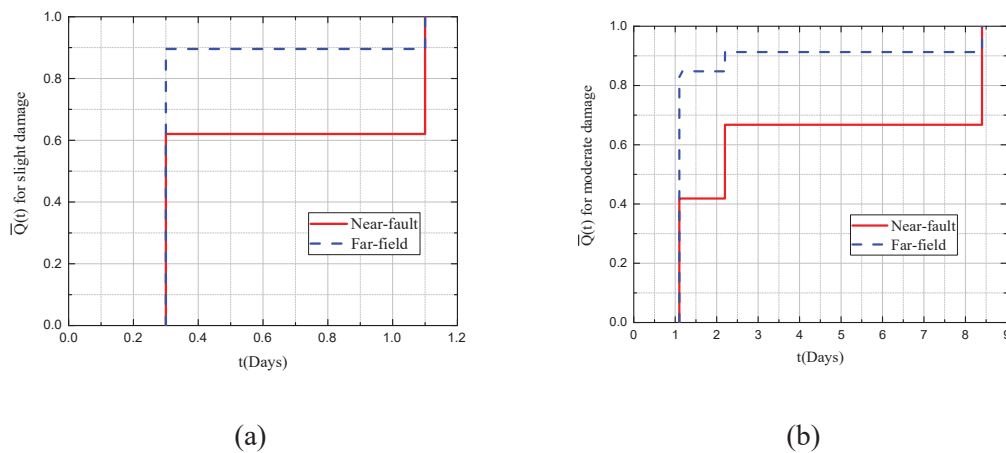 1.0
0.8
0.6
0.4
0.2
0.0
Q̅(t) for slight damage
Near-fault
Far-field
0.0 0.2 0.4 0.6 0.8 1.0 1.2
t(Days)
(a)
1.0
0.8
0.6
0.4
0.2
0.0
Q̅(t) for moderate damage
Near-fault
Far-field
0 1 2 3 4 5 6 7 8 9
t(Days)
(b)